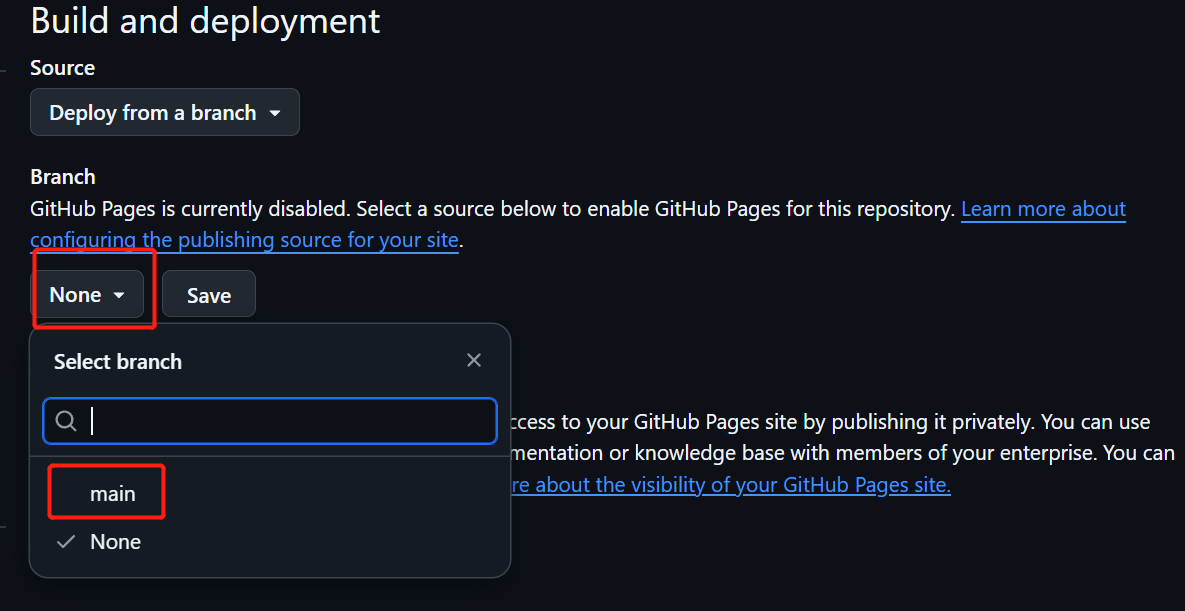 Build and deployment
Source
Deploy from a branch
Branch
GitHub Pages is currently disabled. Select a source below to enable GitHub Pages for this repository. Learn more about
configuring the publishing source for your site.
None
Save
Select branch
ccess to your GitHub Pages site by publishing it privately. You can use
mentation or knowledge base with members of your enterprise. You can
main
re about the visibility of your GitHub Pages site.
None